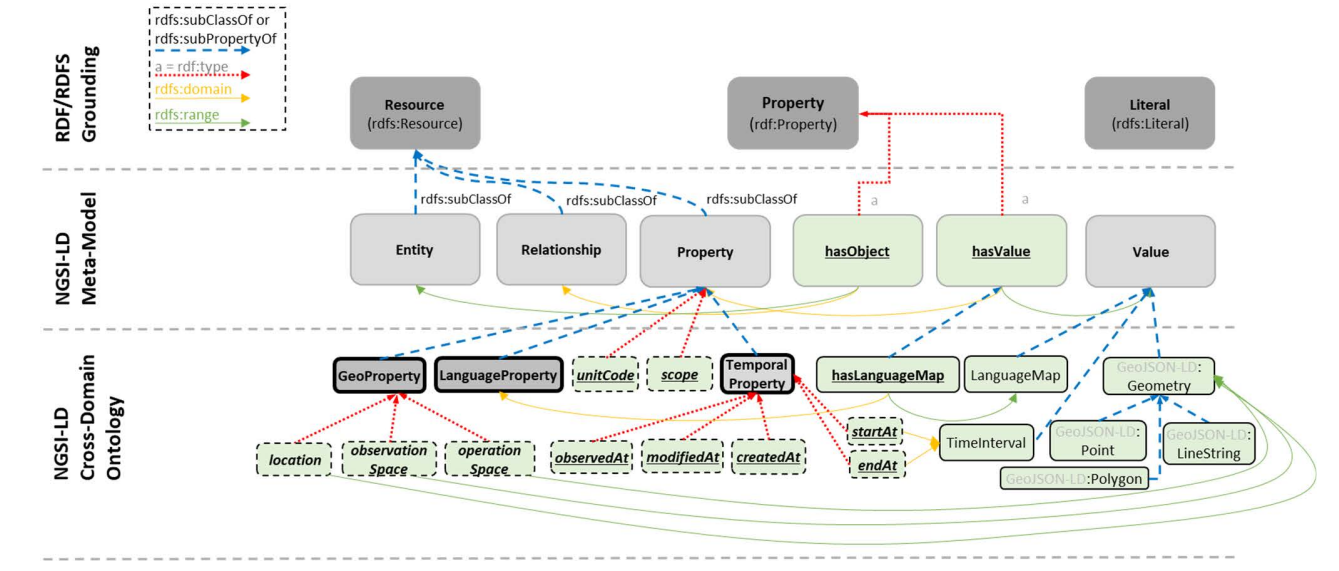 rdfs:subClassOf or
rdfs:subPropertyOf
a = rdf:type
rdfs:domain
rdfs:range
RDF/RDFS
Grounding
Resource
(rdfs:Resource)
Property
(rdf:Property)
Literal
(rdfs:Literal)
NGSI-LD
Meta-Model
rdfs:subClassOf
rdfs:subClassOf
rdfs:subClassOf
a
a
Entity
Relationship
Property
hasObject
hasValue
Value
NGSI-LD
Cross-Domain
Ontology
GeoProperty
LanguageProperty
unitCode
scope
Temporal
Property
hasLanguageMap
LanguageMap
GeoJSON-LD:
Geometry
location
observation
Space
operation
Space
observedAt
modifiedAt
createdAt
startAt
endAt
TimeInterval
GeoJSON-LD:
Point
GeoJSON-LD:
LineString
GeoJSON-LD:Polygon